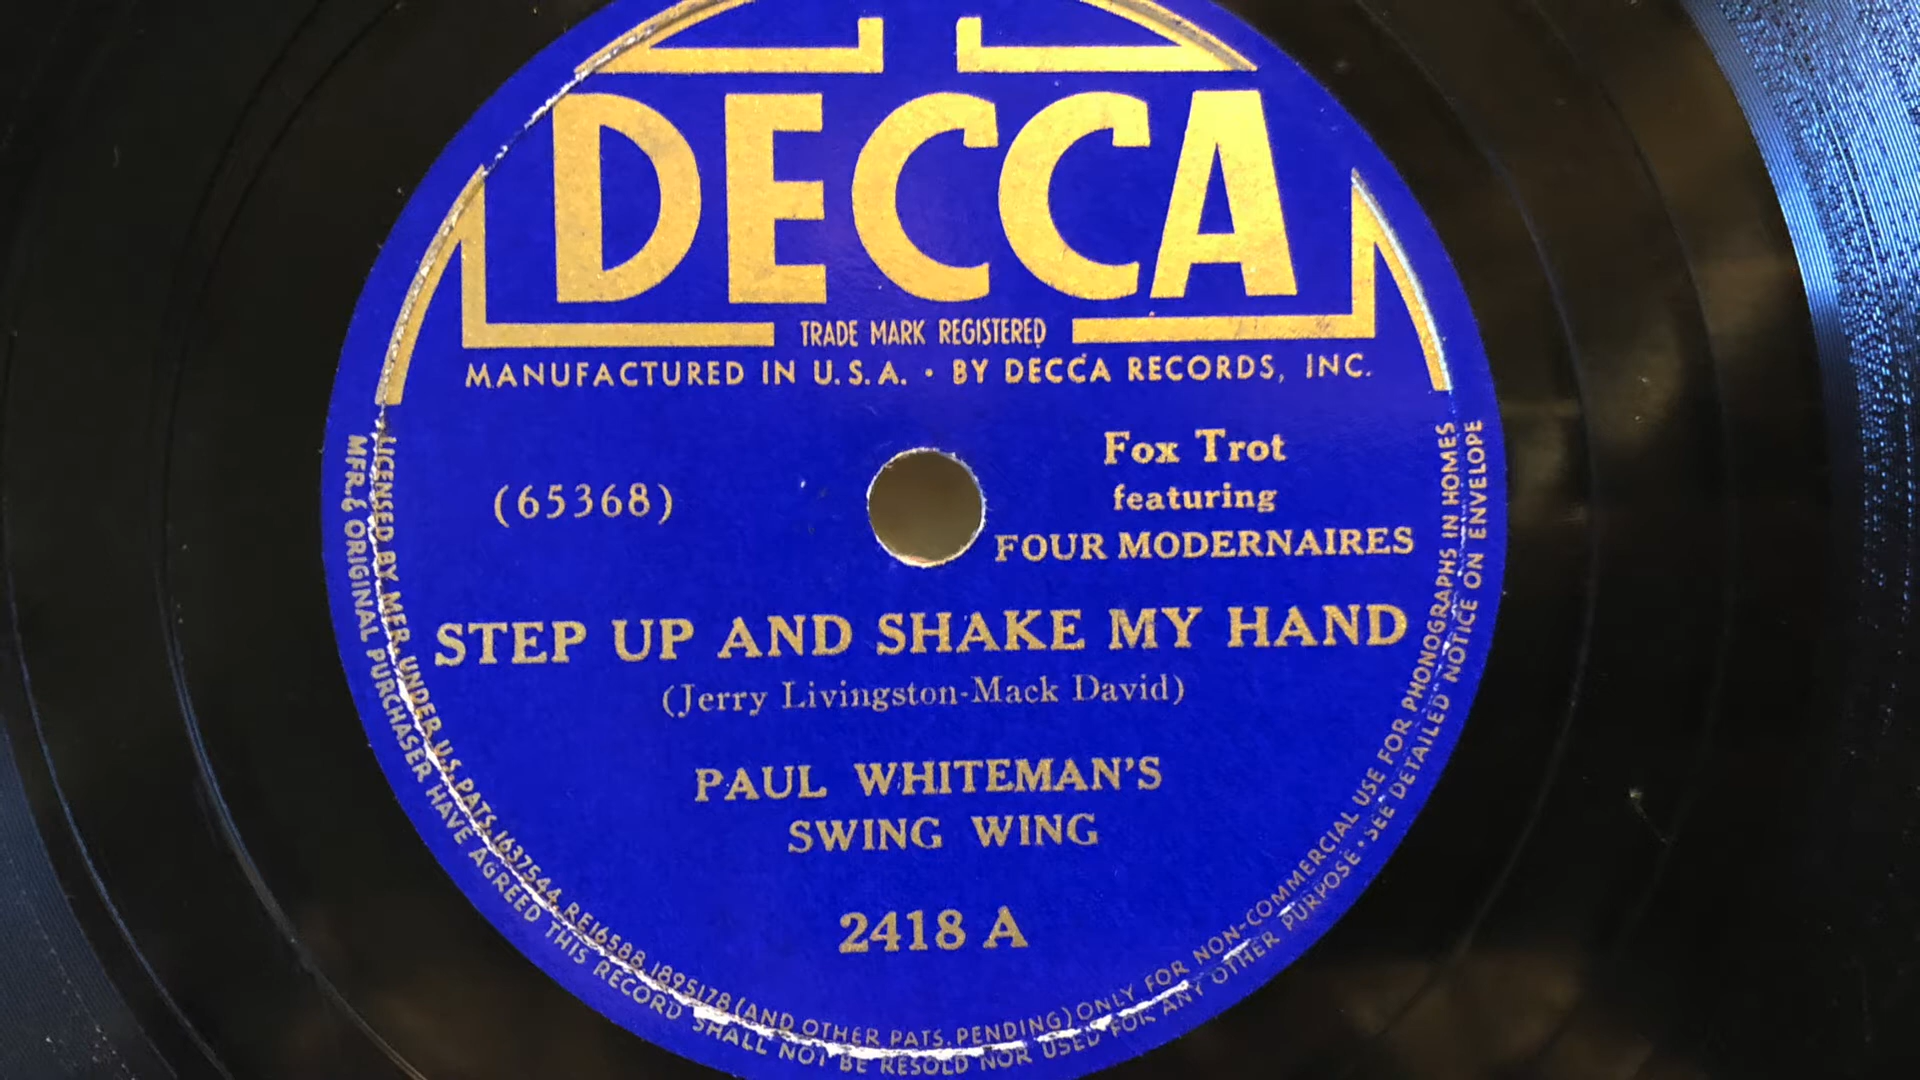 DECCA
TRADE MARK REGISTERED
MANUFACTURED IN U.S.A. • BY DECCA RECORDS, INC.
(65368)
Fox Trot
featuring
FOUR MODERNAIRES
STEP UP AND SHAKE MY HAND
(Jerry Livingston-Mack David)
PAUL WHITEMAN'S
SWING WING
2418 A
LICENSED BY MFR. UNDER U.S. PATS. 1637544, RE16588, 1895178 (AND OTHER PATS. PENDING) ONLY FOR NON-COMMERCIAL USE FOR PHONOGRAPHS IN HOMES
MFR. & ORIGINAL PURCHASER HAVE AGREED THIS RECORD SHALL NOT BE RESOLD NOR USED FOR ANY OTHER PURPOSE • SEE DETAILED NOTICE ON ENVELOPE